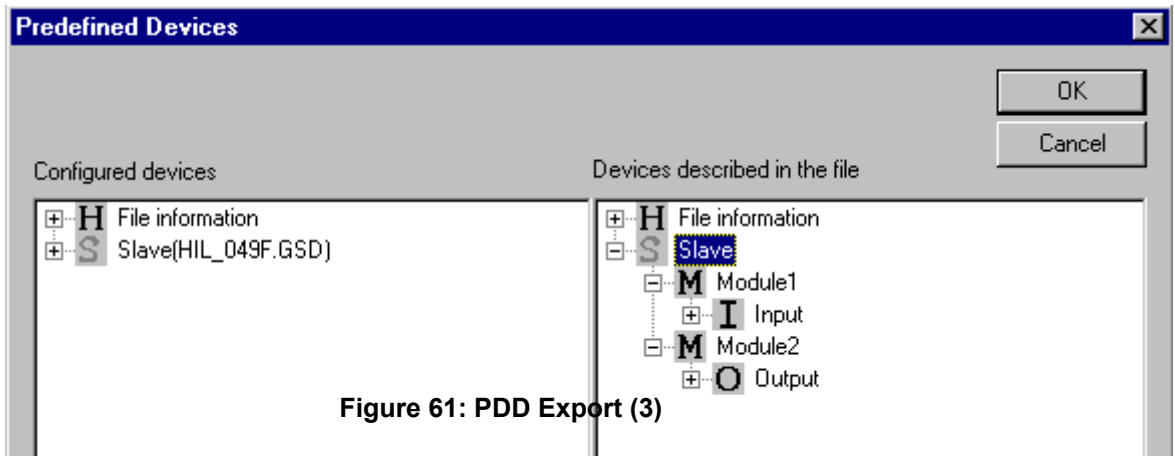 Predefined Devices
OK
Cancel
Configured devices
Devices described in the file
H File information
S Slave(HIL_049F.GSD)
H File information
S Slave
M Module1
I Input
M Module2
O Output
Figure 61: PDD Export (3)